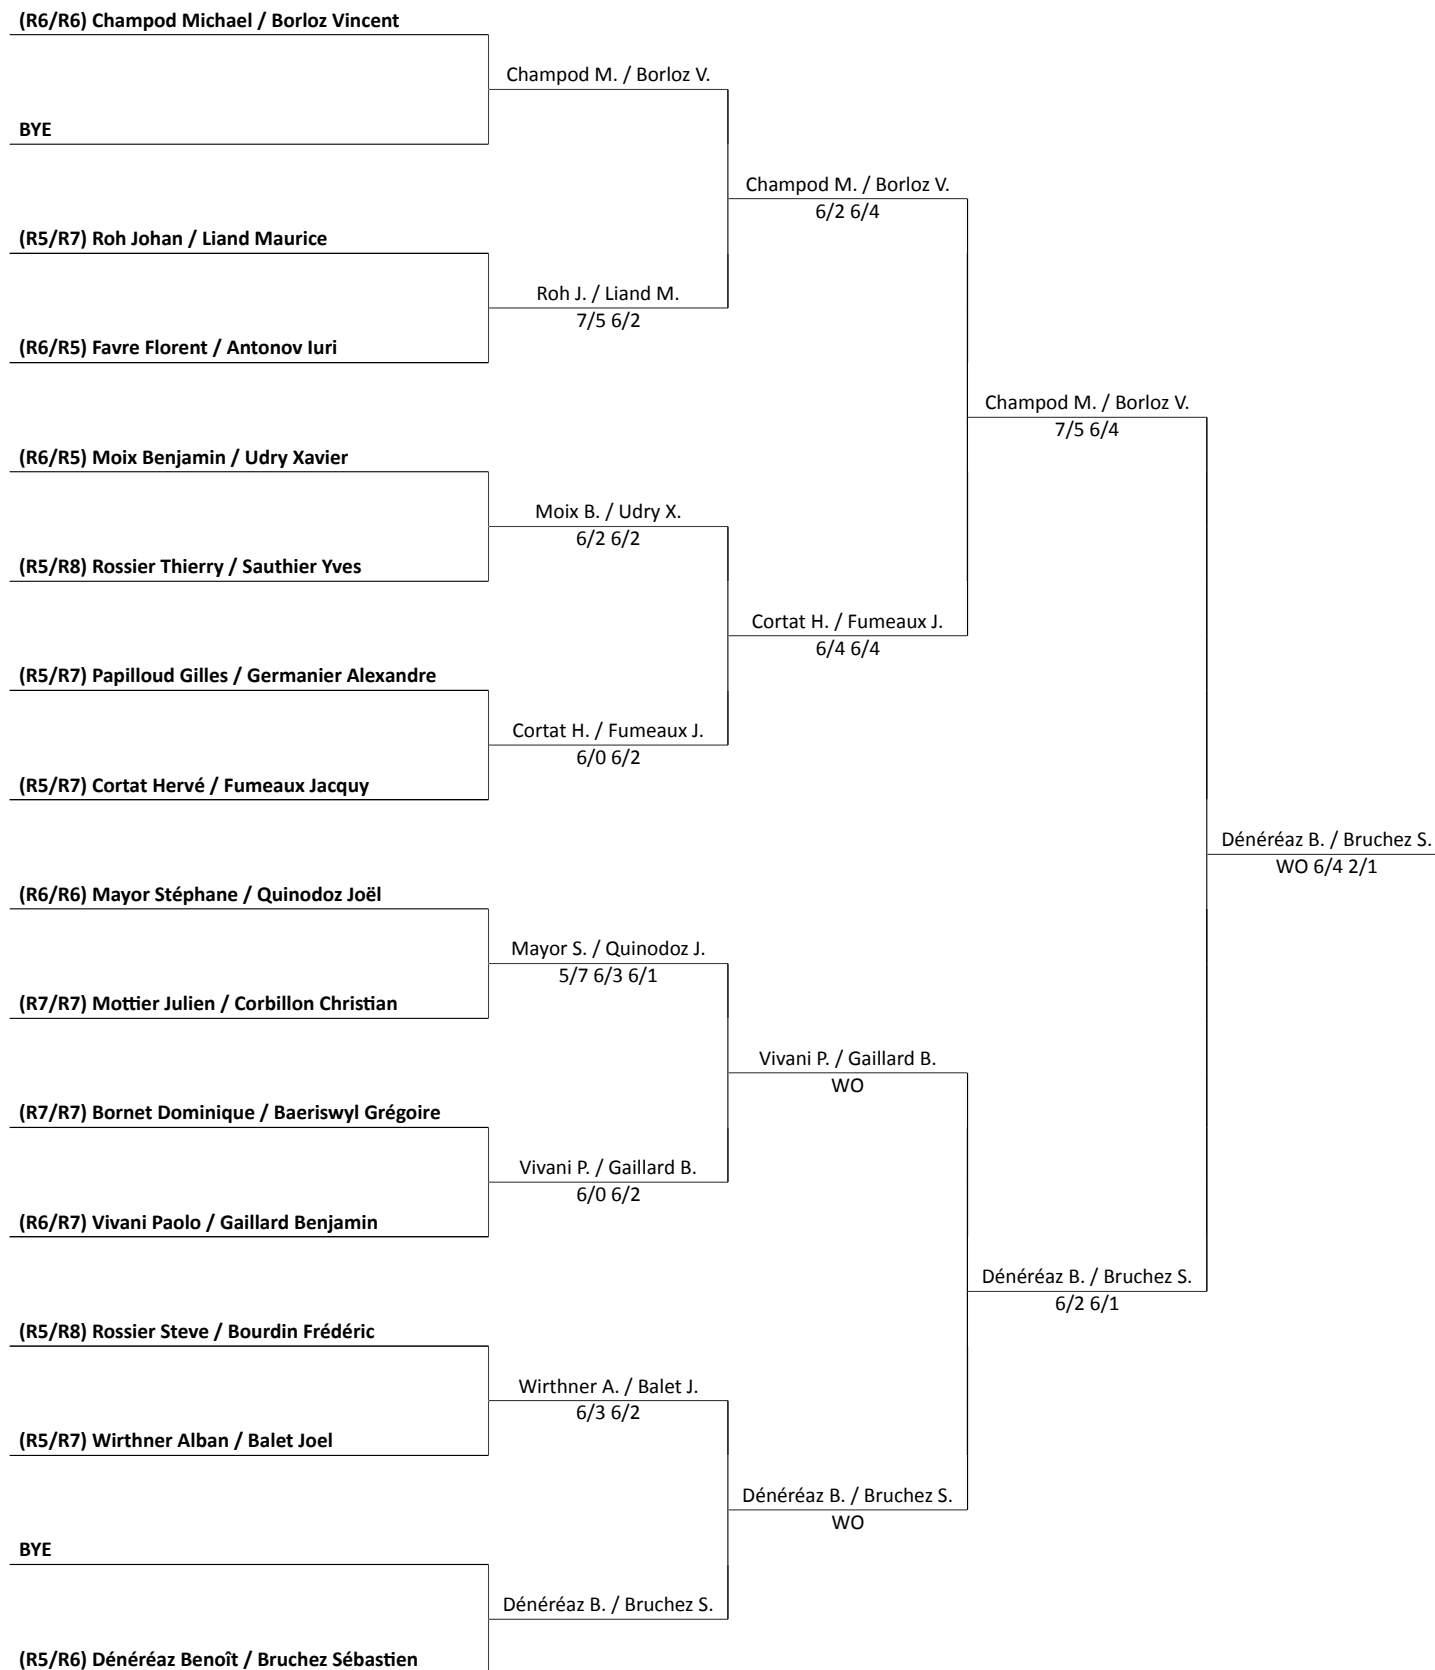 (R6/R6) Champod Michael / Borloz Vincent
Champod M. / Borloz V.
BYE
Champod M. / Borloz V.
6/2 6/4
(R5/R7) Roh Johan / Liand Maurice
Roh J. / Liand M.
7/5 6/2
(R6/R5) Favre Florent / Antonov Iuri
Champod M. / Borloz V.
7/5 6/4
(R6/R5) Moix Benjamin / Udry Xavier
Moix B. / Udry X.
6/2 6/2
(R5/R8) Rossier Thierry / Sauthier Yves
Cortat H. / Fumeaux J.
6/4 6/4
(R5/R7) Papilloud Gilles / Germanier Alexandre
Cortat H. / Fumeaux J.
6/0 6/2
(R5/R7) Cortat Hervé / Fumeaux Jacquy
Dénéréaz B. / Bruchez S.
WO 6/4 2/1
(R6/R6) Mayor Stéphane / Quinodoz Joël
Mayor S. / Quinodoz J.
5/7 6/3 6/1
(R7/R7) Mottier Julien / Corbillon Christian
Vivani P. / Gaillard B.
WO
(R7/R7) Bornet Dominique / Baeriswyl Grégoire
Vivani P. / Gaillard B.
6/0 6/2
(R6/R7) Vivani Paolo / Gaillard Benjamin
Dénéréaz B. / Bruchez S.
6/2 6/1
(R5/R8) Rossier Steve / Bourdin Frédéric
Wirthner A. / Balet J.
6/3 6/2
(R5/R7) Wirthner Alban / Balet Joel
Dénéréaz B. / Bruchez S.
WO
BYE
Dénéréaz B. / Bruchez S.
(R5/R6) Dénéréaz Benoît / Bruchez Sébastien